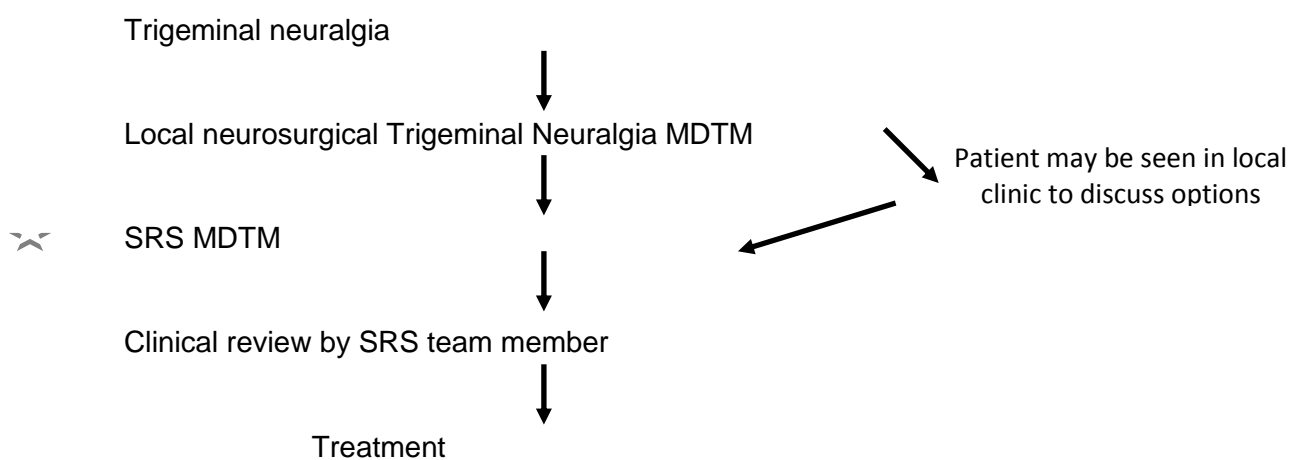 Trigeminal neuralgia
Local neurosurgical Trigeminal Neuralgia MDTM
Patient may be seen in local
clinic to discuss options
SRS MDTM
Clinical review by SRS team member
Treatment